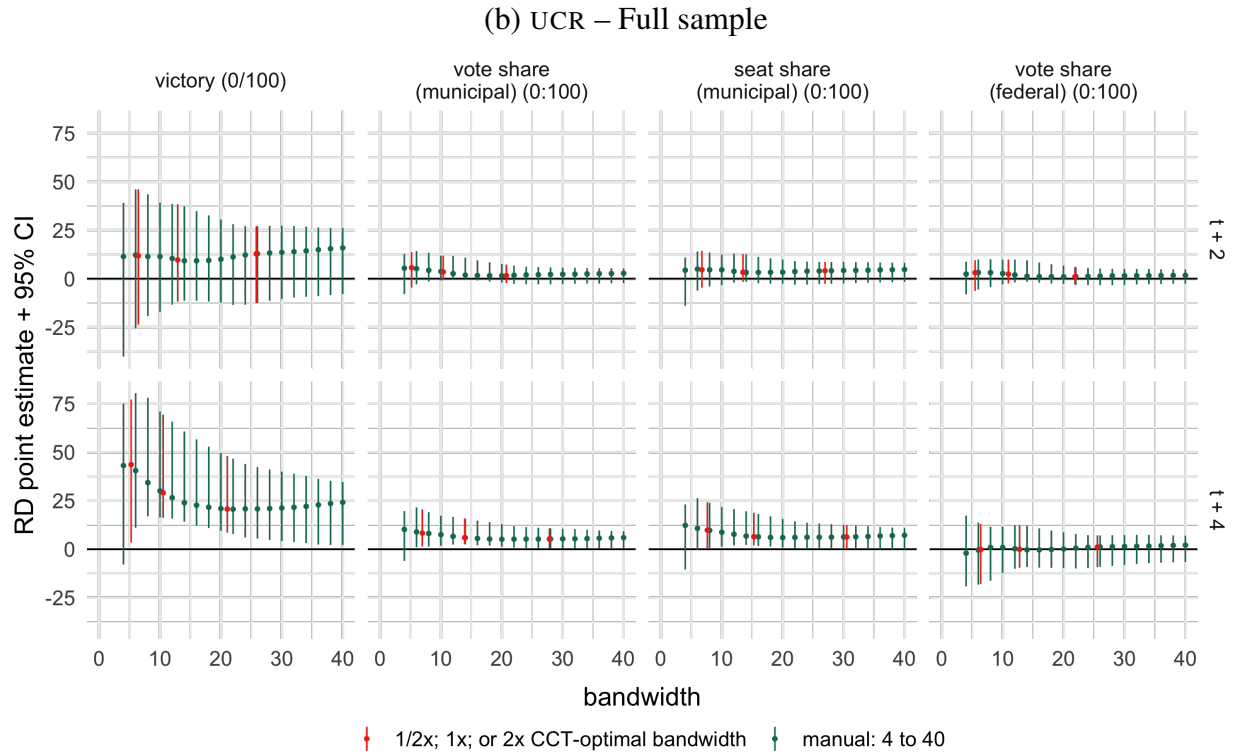 (b) UCR – Full sample
victory (0/100)
vote share
(municipal) (0:100)
seat share
(municipal) (0:100)
vote share
(federal) (0:100)
RD point estimate + 95% CI
75
50
25
0
-25
t + 2
75
50
25
0
-25
t + 4
0 10 20 30 40
0 10 20 30 40
0 10 20 30 40
0 10 20 30 40
bandwidth
1/2x; 1x; or 2x CCT-optimal bandwidth
manual: 4 to 40